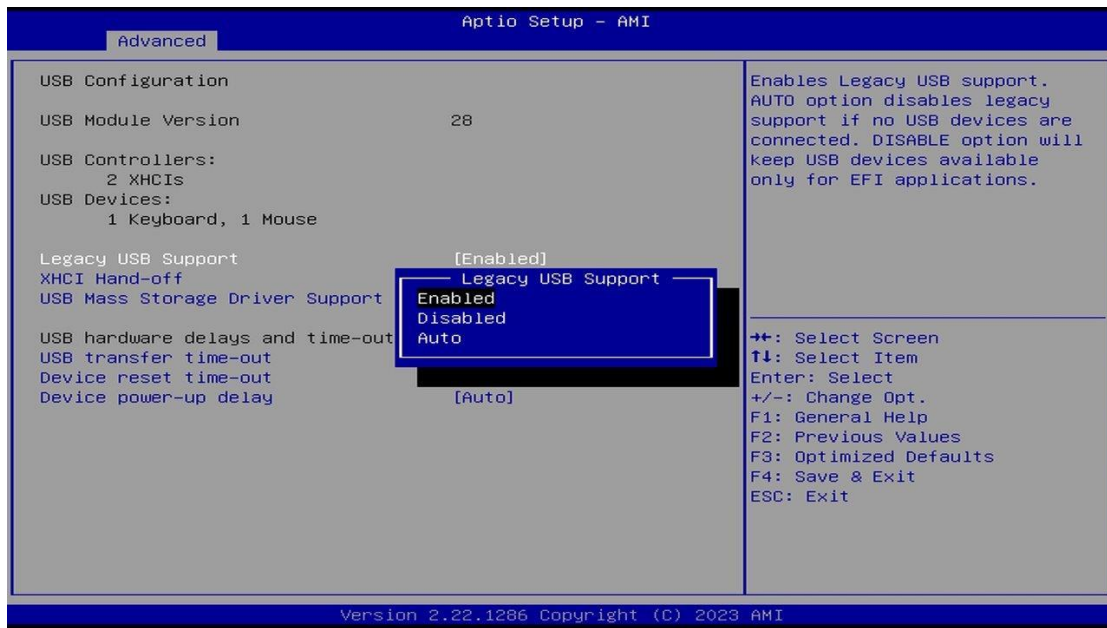 Aptio Setup – AMI
Advanced
USB Configuration
USB Module Version 28
USB Controllers:
2 XHCIs
USB Devices:
1 Keyboard, 1 Mouse
Legacy USB Support [Enabled]
XHCI Hand-off
USB Mass Storage Driver Support
USB hardware delays and time-out
USB transfer time-out
Device reset time-out
Device power-up delay [Auto]
Legacy USB Support
Enabled
Disabled
Auto
Enables Legacy USB support.
AUTO option disables legacy
support if no USB devices are
connected. DISABLE option will
keep USB devices available
only for EFI applications.
→←: Select Screen
↑↓: Select Item
Enter: Select
+/-: Change Opt.
F1: General Help
F2: Previous Values
F3: Optimized Defaults
F4: Save & Exit
ESC: Exit
Version 2.22.1286 Copyright (C) 2023 AMI